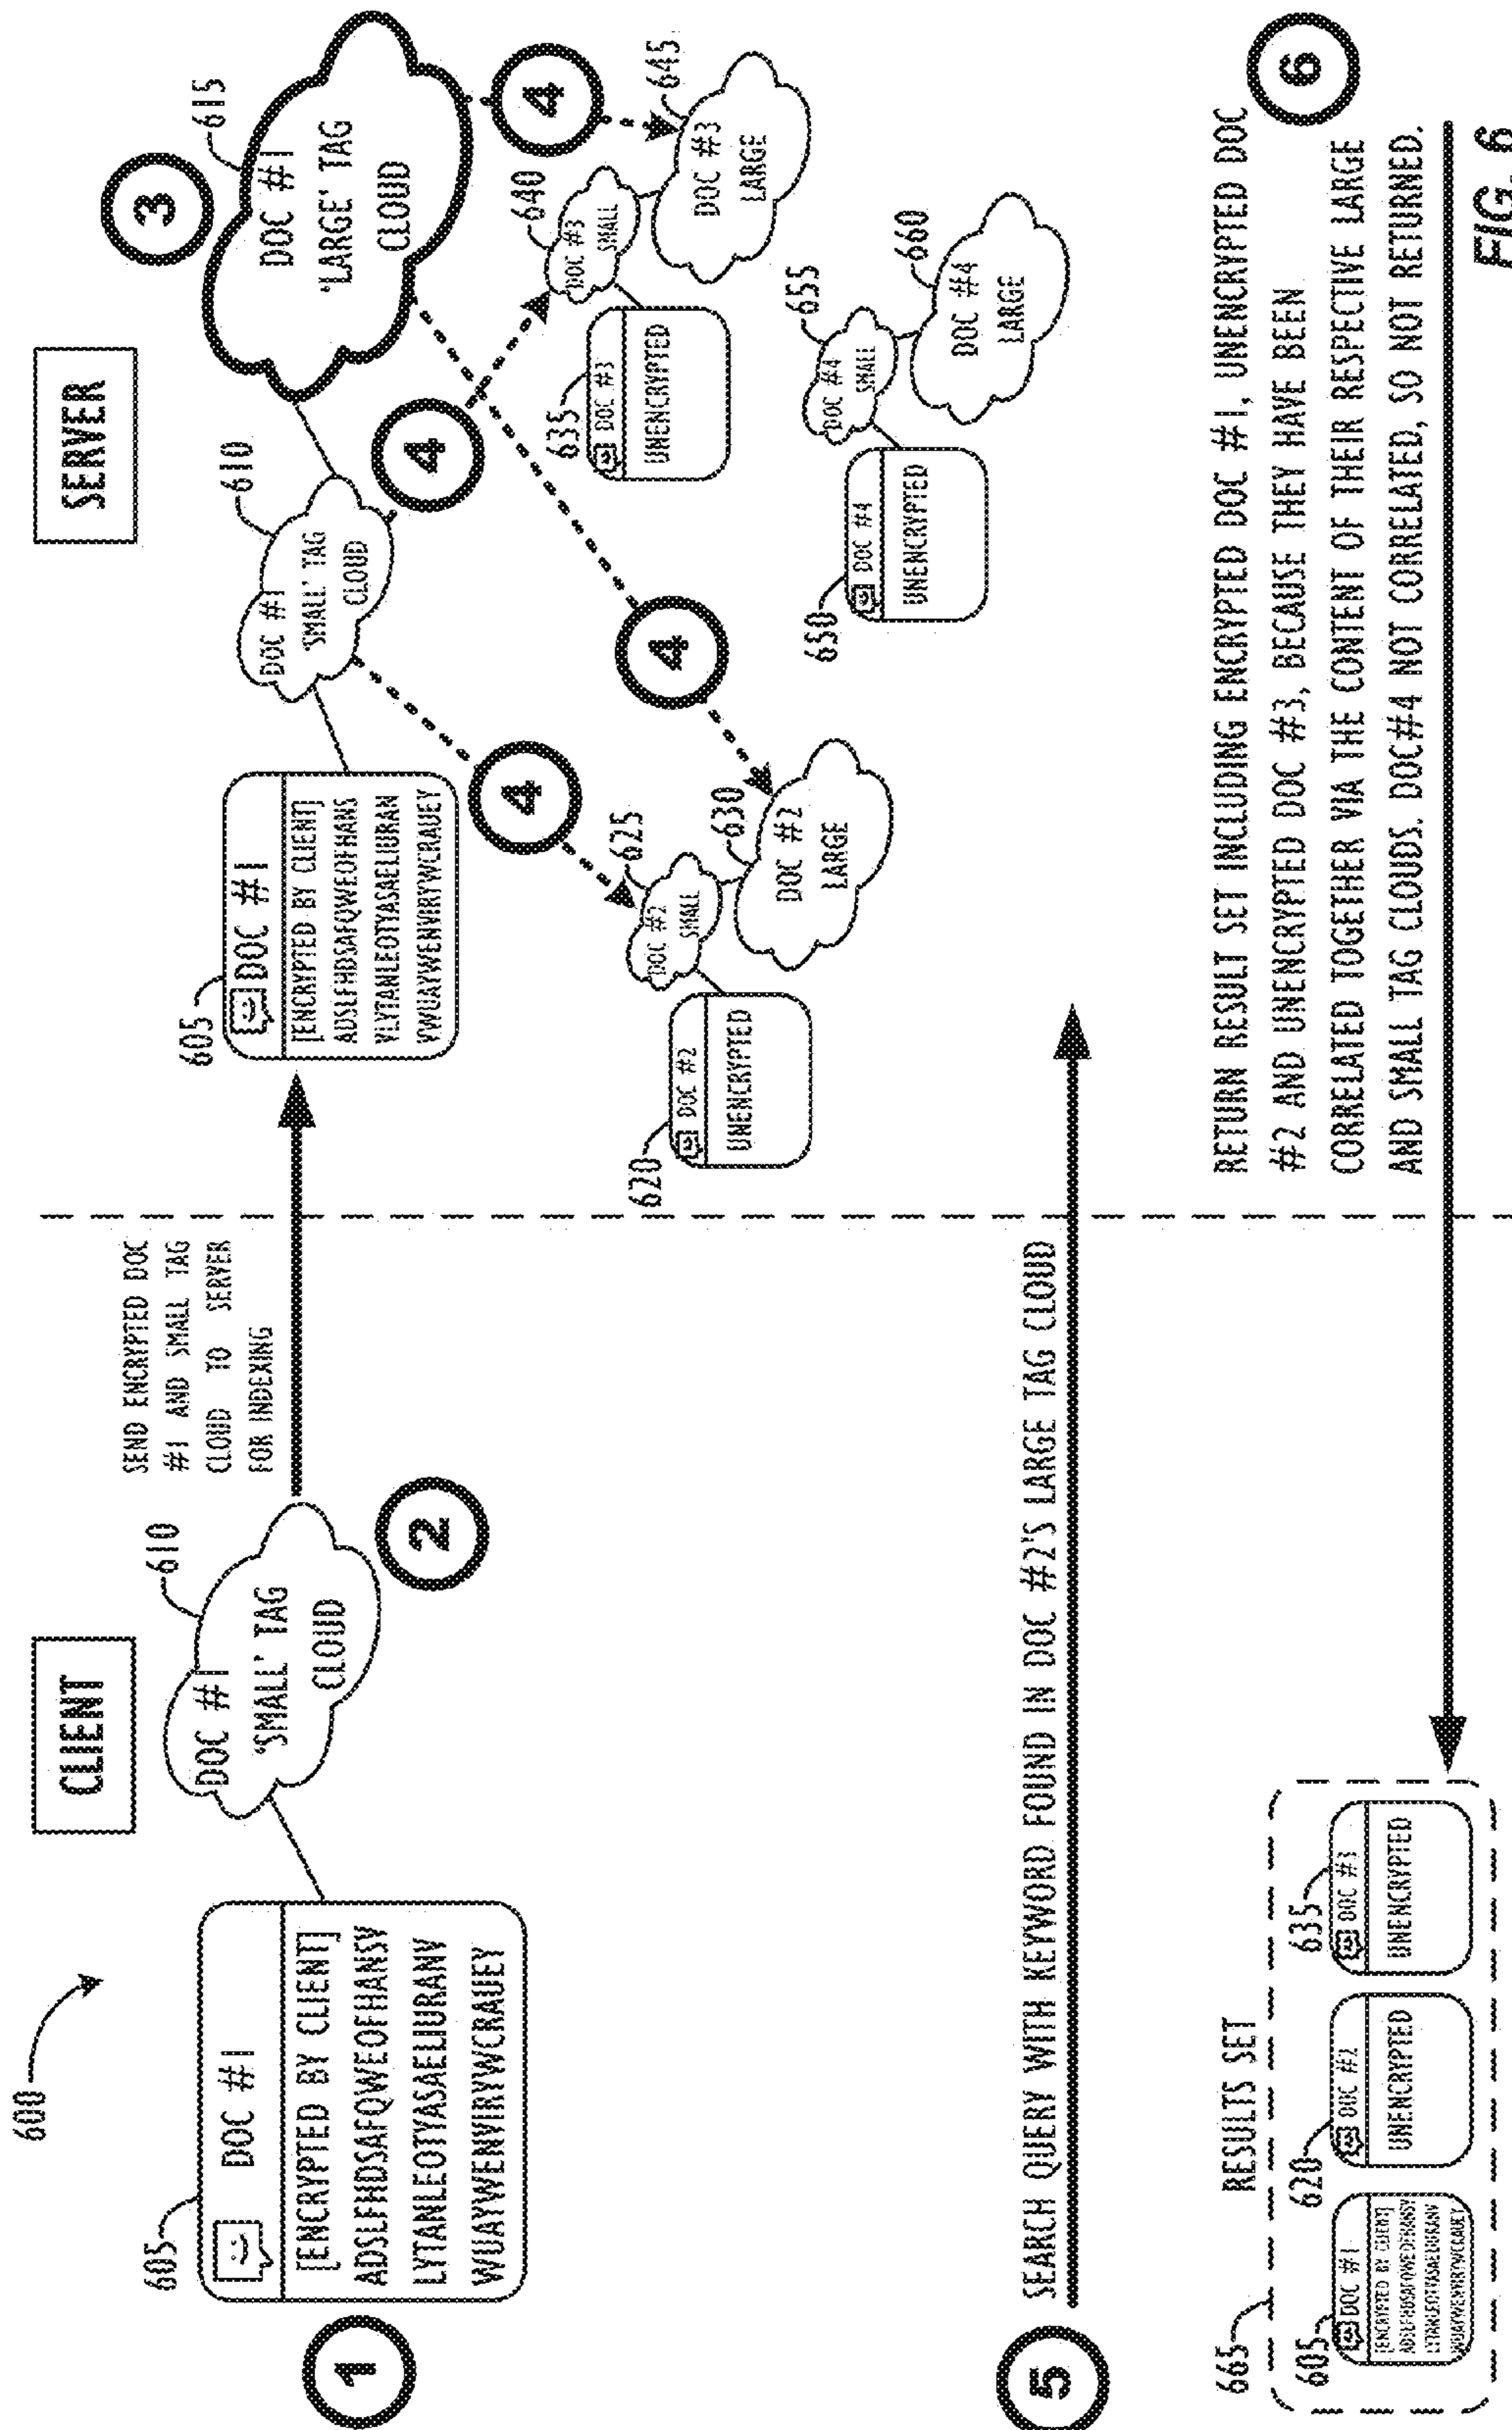 600
CLIENT
1
605
DOC #1
[ENCRYPTED BY CLIENT]
ADSLFHDSAFQWEOFHANSV
LYTANLEOTYASAELIURANV
WUAYWENVIRYWCRAUEY
610
DOC #1
'SMALL' TAG
CLOUD
2
SEND ENCRYPTED DOC
#1 AND SMALL TAG
CLOUD TO SERVER
FOR INDEXING
SERVER
605
DOC #1
[ENCRYPTED BY CLIENT]
ADSLFHDSAFQWEOFHANS
VLYTANLEOTYASAELIURAN
VWUAYWENVIRYWCRAUEY
610
DOC #1
'SMALL' TAG
CLOUD
3
615
DOC #1
'LARGE' TAG
CLOUD
4
4
4
4
620
DOC #2
UNENCRYPTED
625
DOC #2
SMALL
630
DOC #2
LARGE
635
DOC #3
UNENCRYPTED
640
DOC #3
SMALL
645
DOC #3
LARGE
650
DOC #4
UNENCRYPTED
655
DOC #4
SMALL
660
DOC #4
LARGE
5
SEARCH QUERY WITH KEYWORD FOUND IN DOC #2'S LARGE TAG CLOUD
RETURN RESULT SET INCLUDING ENCRYPTED DOC #1, UNENCRYPTED DOC
#2 AND UNENCRYPTED DOC #3, BECAUSE THEY HAVE BEEN
CORRELATED TOGETHER VIA THE CONTENT OF THEIR RESPECTIVE LARGE
AND SMALL TAG CLOUDS. DOC#4 NOT CORRELATED, SO NOT RETURNED.
6
665
RESULTS SET
605
DOC #1
[ENCRYPTED BY CLIENT]
ADSLFHDSAFQWEOFHANSV
LYTANLEOTYASAELIURANV
WUAYWENVIRYWCRAUEY
620
DOC #2
UNENCRYPTED
635
DOC #3
UNENCRYPTED
FIG. 6